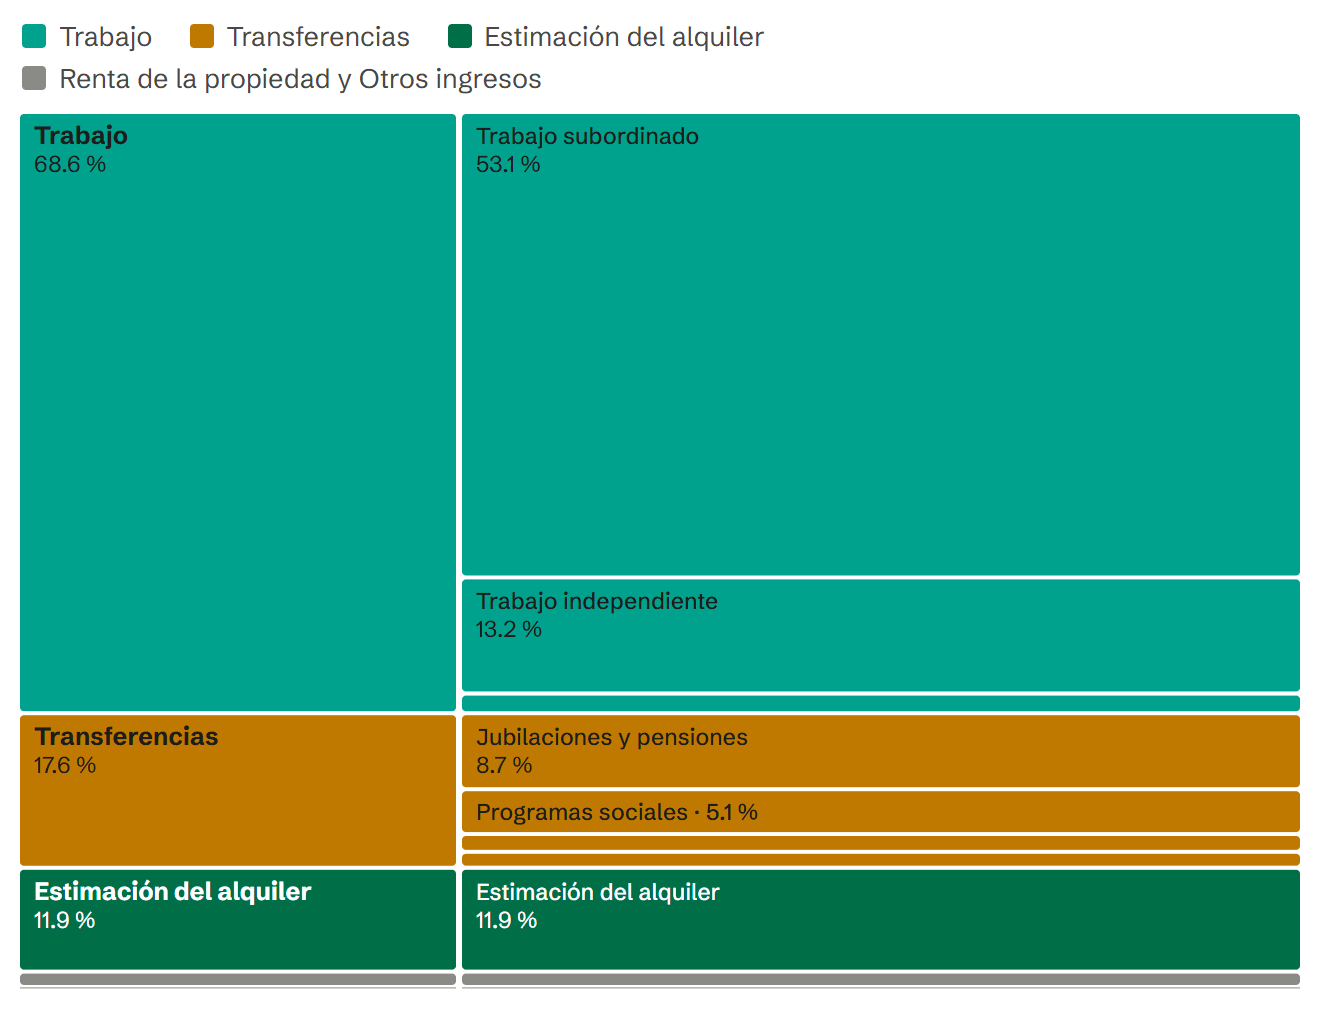 Trabajo
Transferencias
Estimación del alquiler
Renta de la propiedad y Otros ingresos
Trabajo
68.6 %
Trabajo subordinado
53.1 %
Trabajo independiente
13.2 %
Transferencias
17.6 %
Jubilaciones y pensiones
8.7 %
Programas sociales · 5.1 %
Estimación del alquiler
11.9 %
Estimación del alquiler
11.9 %